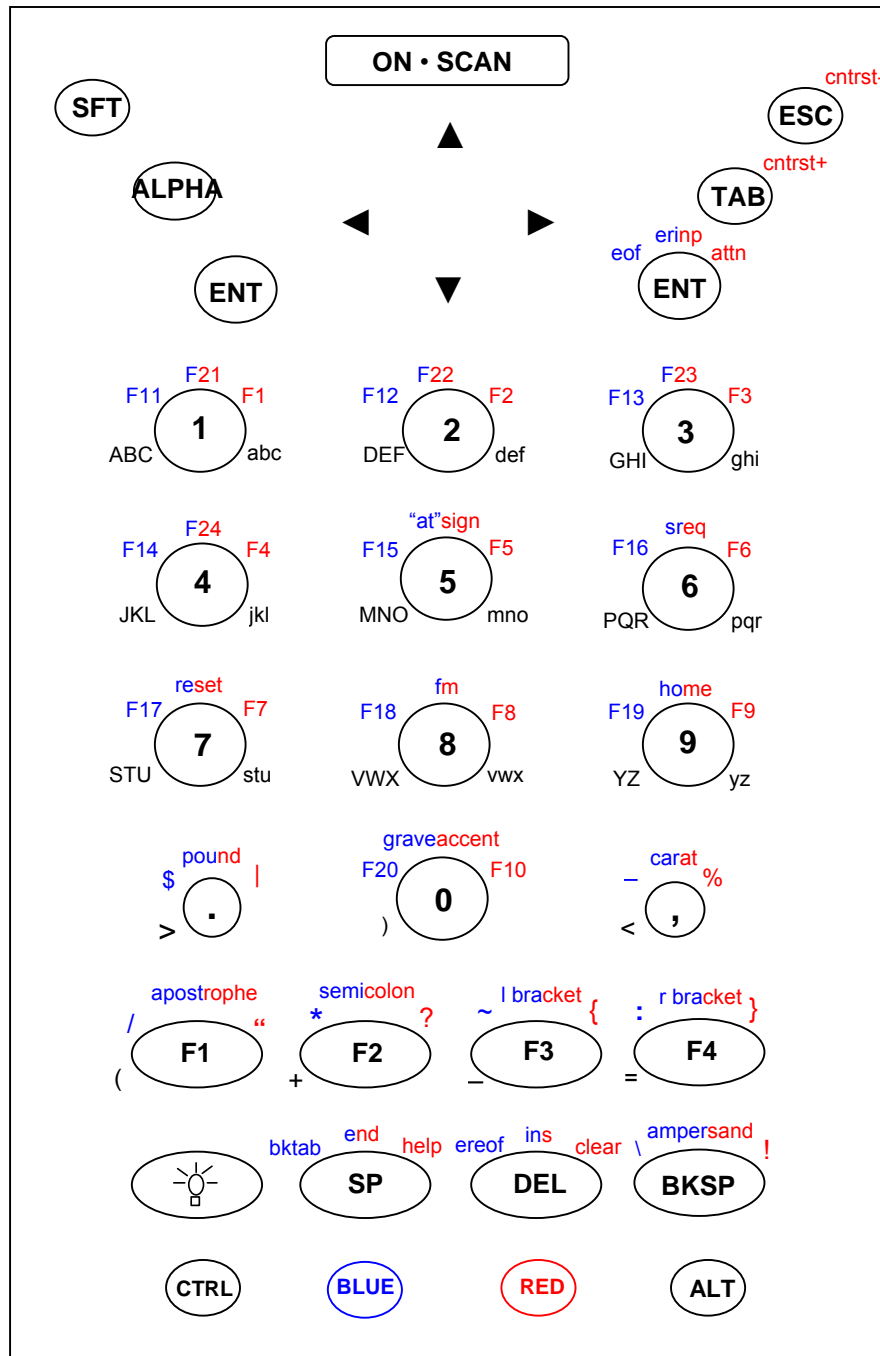 ON • SCAN
cntrst-
SFT
ESC
cntrst+
ALPHA
TAB
erinp
eof attn
ENT
ENT
F21 F22 F23
F11 F1 F12 F2 F13 F3
1 2 3
ABC abc DEF def GHI ghi
F24 “at”sign sreq
F14 F4 F15 F5 F16 F6
4 5 6
JKL jkl MNO mno PQR pqr
reset fm home
F17 F7 F18 F8 F19 F9
7 8 9
STU stu VWX vwx YZ yz
pound graveaccent carat
$ | F20 F10 – %
. 0 ,
> ) <
apostrophe semicolon l bracket r bracket
/ “ * ? ~ { : }
F1 F2 F3 F4
( + – =
end ins ampersand
bktab help ereof clear \ !
SP DEL BKSP
CTRL BLUE RED ALT